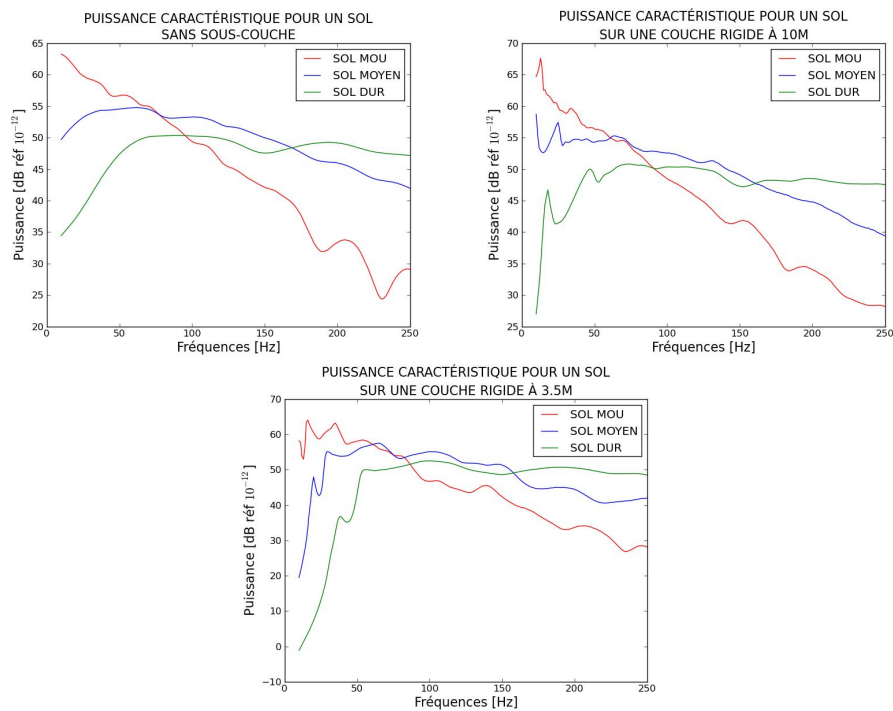 PUISSANCE CARACTÉRISTIQUE POUR UN SOL
SANS SOUS-COUCHE
65
60
55
50
45
40
35
30
25
20
Puissance [dB réf 10⁻¹²]
SOL MOU
SOL MOYEN
SOL DUR
0
50
100
150
200
250
Fréquences [Hz]
PUISSANCE CARACTÉRISTIQUE POUR UN SOL
SUR UNE COUCHE RIGIDE À 10M
70
65
60
55
50
45
40
35
30
25
Puissance [dB réf 10⁻¹²]
SOL MOU
SOL MOYEN
SOL DUR
0
50
100
150
200
250
Fréquences [Hz]
PUISSANCE CARACTÉRISTIQUE POUR UN SOL
SUR UNE COUCHE RIGIDE À 3.5M
70
60
50
40
30
20
10
0
−10
Puissance [dB réf 10⁻¹²]
SOL MOU
SOL MOYEN
SOL DUR
0
50
100
150
200
250
Fréquences [Hz]